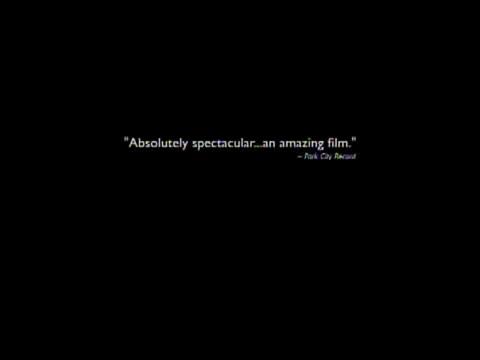 "Absolutely spectacular...an amazing film."
– Park City Record